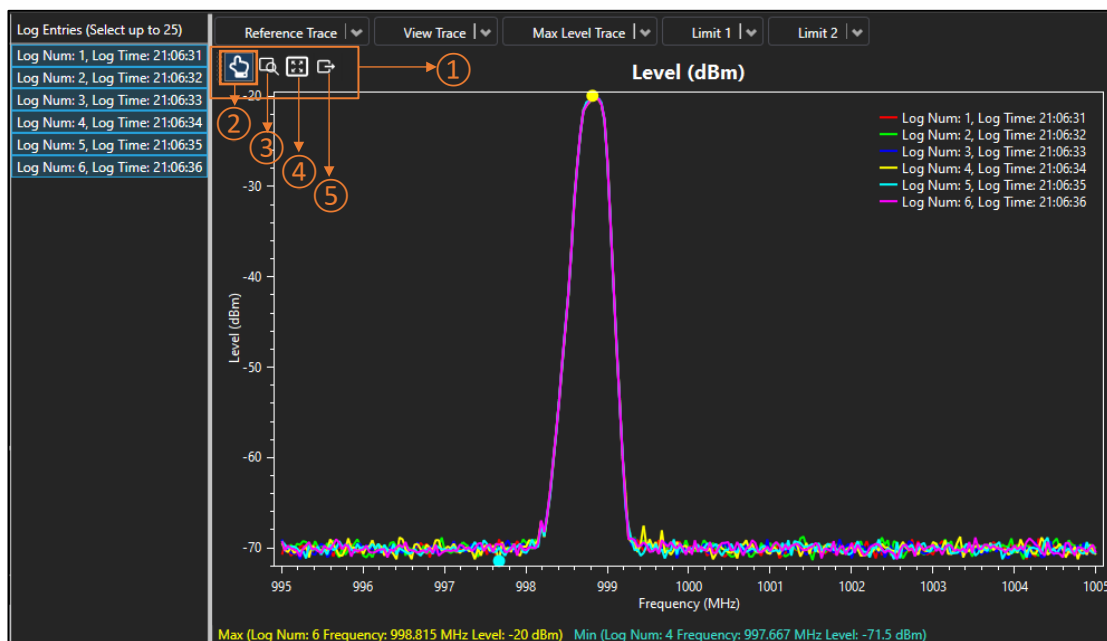 Log Entries (Select up to 25)
Log Num: 1, Log Time: 21:06:31
Log Num: 2, Log Time: 21:06:32
Log Num: 3, Log Time: 21:06:33
Log Num: 4, Log Time: 21:06:34
Log Num: 5, Log Time: 21:06:35
Log Num: 6, Log Time: 21:06:36
Reference Trace View Trace Max Level Trace Limit 1 Limit 2
①
②
③
④
⑤
Level (dBm)
Log Num: 1, Log Time: 21:06:31
Log Num: 2, Log Time: 21:06:32
Log Num: 3, Log Time: 21:06:33
Log Num: 4, Log Time: 21:06:34
Log Num: 5, Log Time: 21:06:35
Log Num: 6, Log Time: 21:06:36
-20
-30
-40
-50
-60
-70
Level (dBm)
995 996 997 998 999 1000 1001 1002 1003 1004 1005
Frequency (MHz)
Max (Log Num: 6 Frequency: 998.815 MHz Level: -20 dBm) Min (Log Num: 4 Frequency: 997.667 MHz Level: -71.5 dBm)